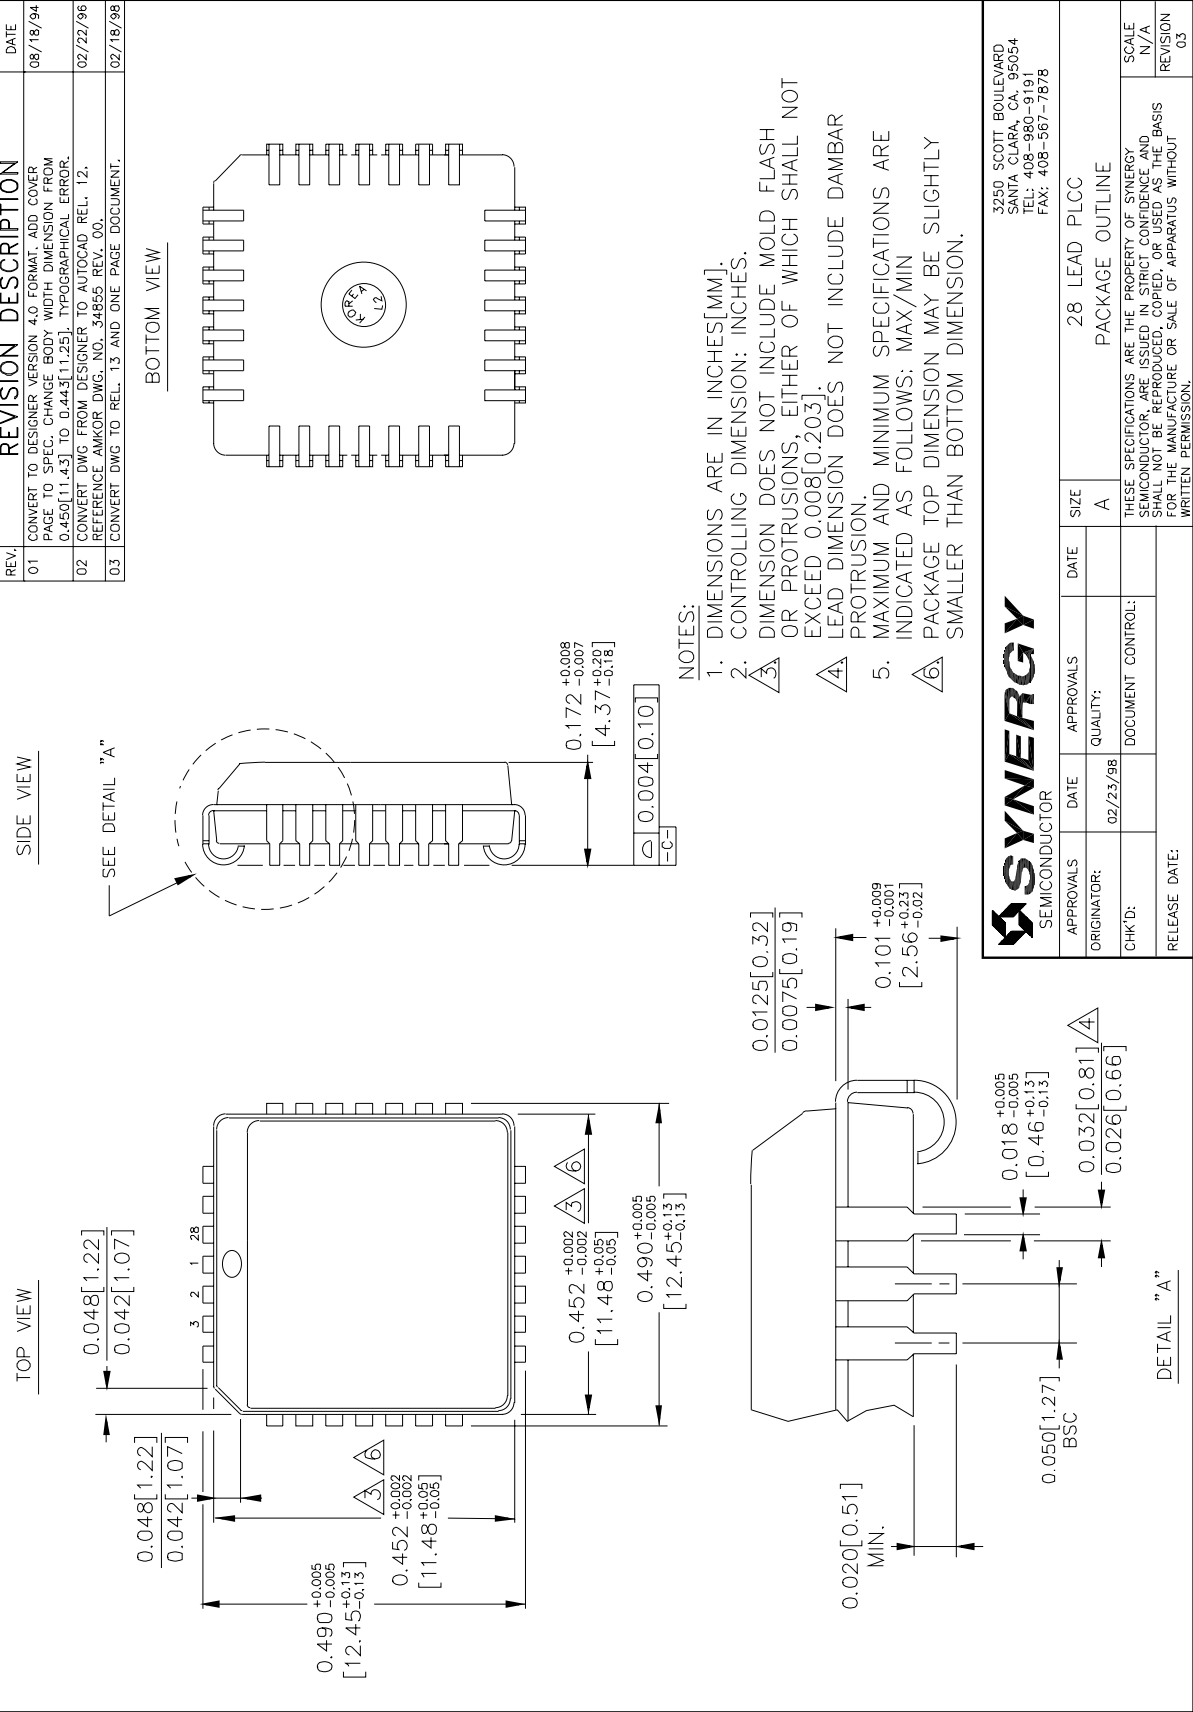 REV.
REVISION DESCRIPTION
DATE
01
CONVERT TO DESIGNER VERSION 4.0 FORMAT. ADD COVER
PAGE TO SPEC. CHANGE BODY WIDTH DIMENSION FROM
0.450[11.43] TO 0.443[11.25]. TYPOGRAPHICAL ERROR.
08/18/94
02
CONVERT DWG FROM DESIGNER TO AUTOCAD REL. 12.
REFERENCE AMKOR DWG. NO. 34855 REV. 00.
02/22/96
03
CONVERT DWG TO REL. 13 AND ONE PAGE DOCUMENT.
02/18/98
TOP VIEW
0.048[1.22]
0.042[1.07]
3
2
1
28
0.048[1.22]
0.042[1.07]
3
6
0.452 +0.002 -0.002
[11.48 +0.05 -0.05]
0.490 +0.005 -0.005
[12.45 +0.13 -0.13]
0.452 +0.002 -0.002
3
6
[11.48 +0.05 -0.05]
0.490 +0.005 -0.005
[12.45 +0.13 -0.13]
SIDE VIEW
SEE DETAIL "A"
0.172 +0.008 -0.007
[4.37 +0.20 -0.18]
0.004[0.10]
-C-
BOTTOM VIEW
KOREA
L2
NOTES:
1. DIMENSIONS ARE IN INCHES[MM].
2. CONTROLLING DIMENSION: INCHES.
3. DIMENSION DOES NOT INCLUDE MOLD FLASH
OR PROTRUSIONS, EITHER OF WHICH SHALL NOT
EXCEED 0.008[0.203].
4. LEAD DIMENSION DOES NOT INCLUDE DAMBAR
PROTRUSION.
5. MAXIMUM AND MINIMUM SPECIFICATIONS ARE
INDICATED AS FOLLOWS: MAX/MIN
6. PACKAGE TOP DIMENSION MAY BE SLIGHTLY
SMALLER THAN BOTTOM DIMENSION.
0.0125[0.32]
0.0075[0.19]
0.101 +0.009 -0.001
[2.56 +0.23 -0.02]
0.018 +0.005 -0.005
[0.46 +0.13 -0.13]
0.032[0.81]
4
0.026[0.66]
0.050[1.27]
BSC
0.020[0.51]
MIN.
DETAIL "A"
SYNERGY
SEMICONDUCTOR
3250 SCOTT BOULEVARD
SANTA CLARA, CA. 95054
TEL: 408-980-9191
FAX: 408-567-7878
APPROVALS
DATE
APPROVALS
DATE
SIZE
A
28 LEAD PLCC
PACKAGE OUTLINE
ORIGINATOR:
02/23/98
QUALITY:
CHK'D:
DOCUMENT CONTROL:
RELEASE DATE:
THESE SPECIFICATIONS ARE THE PROPERTY OF SYNERGY
SEMICONDUCTOR, ARE ISSUED IN STRICT CONFIDENCE AND
SHALL NOT BE REPRODUCED, COPIED, OR USED AS THE BASIS
FOR THE MANUFACTURE OR SALE OF APPARATUS WITHOUT
WRITTEN PERMISSION.
SCALE
N/A
REVISION
03